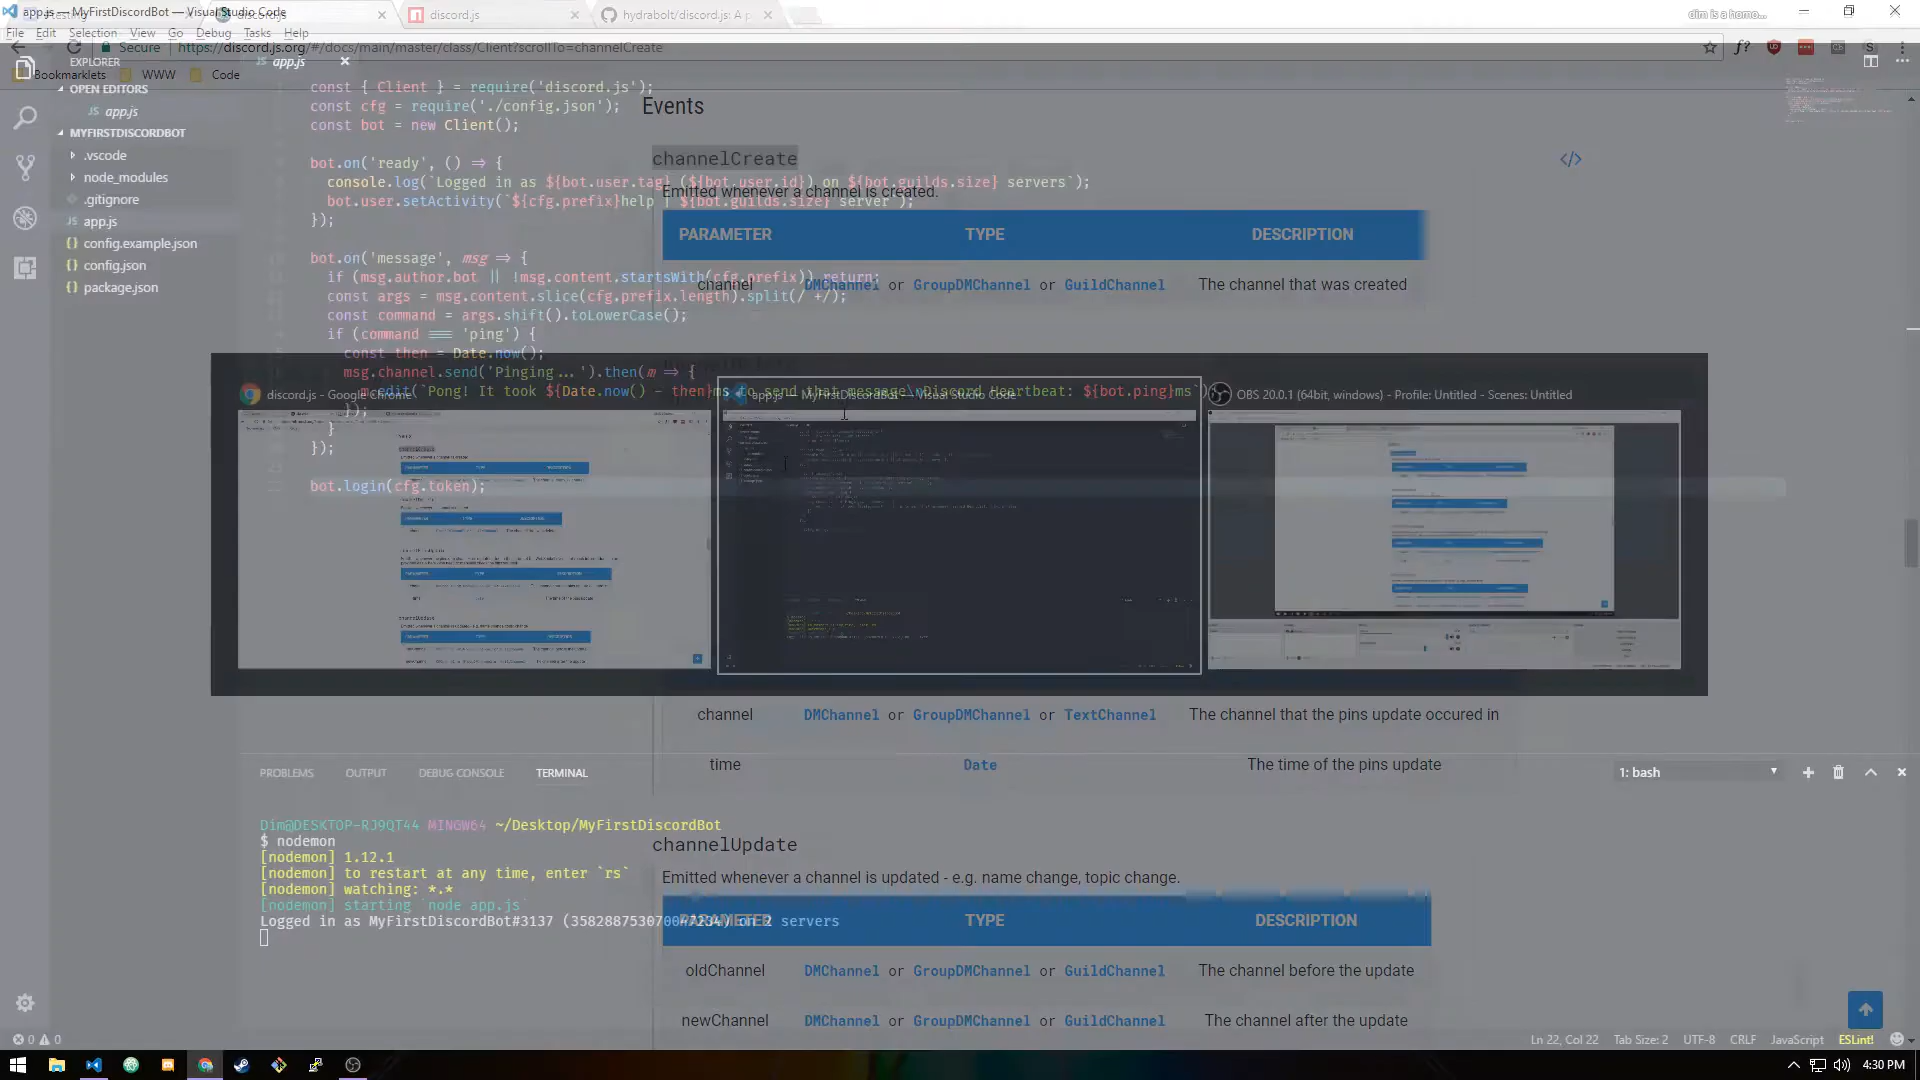 app.js — MyFirstDiscordBot — Visual Studio Code
discord.js
hydrabolt/discord.js: A p
dim is a homo...
File Edit Selection View Go Debug Tasks Help
Secure https://discord.js.org/#/docs/main/master/class/Client?scrollTo=channelCreate
Bookmarklets WWW Code
EXPLORER
OPEN EDITORS
JS app.js
MYFIRSTDISCORDBOT
.vscode
node_modules
.gitignore
JS app.js
{} config.example.json
{} config.json
{} package.json
JS app.js
const { Client } = require('discord.js');
const cfg = require('./config.json');
const bot = new Client();
bot.on('ready', () => {
console.log(`Logged in as ${bot.user.tag} (${bot.user.id}) on ${bot.guilds.size} servers`);
bot.user.setActivity(`${cfg.prefix}help | ${bot.guilds.size} server`);
});
bot.on('message', msg => {
if (msg.author.bot || !msg.content.startsWith(cfg.prefix)) return;
const args = msg.content.slice(cfg.prefix.length).split(/ +/);
const command = args.shift().toLowerCase();
if (command === 'ping') {
const then = Date.now();
msg.channel.send('Pinging...').then(m => {
m.edit(`Pong! It took ${Date.now() - then}ms to send that message\nDiscord Heartbeat: ${bot.ping}ms`)
});
}
});
bot.login(cfg.token);
Events
channelCreate
Emitted whenever a channel is created.
PARAMETER TYPE DESCRIPTION
channel DMChannel or GroupDMChannel or GuildChannel The channel that was created
discord.js - Google Chrome
app.js — MyFirstDiscordBot — Visual Studio Code
OBS 20.0.1 (64bit, windows) - Profile: Untitled - Scenes: Untitled
channel DMChannel or GroupDMChannel or TextChannel The channel that the pins update occured in
time Date The time of the pins update
channelUpdate
Emitted whenever a channel is updated - e.g. name change, topic change.
PARAMETER TYPE DESCRIPTION
oldChannel DMChannel or GroupDMChannel or GuildChannel The channel before the update
newChannel DMChannel or GroupDMChannel or GuildChannel The channel after the update
PROBLEMS OUTPUT DEBUG CONSOLE TERMINAL 1: bash
Dim@DESKTOP-RJ9QT44 MINGW64 ~/Desktop/MyFirstDiscordBot
$ nodemon
[nodemon] 1.12.1
[nodemon] to restart at any time, enter `rs`
[nodemon] watching: *.*
[nodemon] starting `node app.js`
Logged in as MyFirstDiscordBot#3137 on 2 servers
0 0 Ln 22, Col 22 Tab Size: 2 UTF-8 CRLF JavaScript ESLint!
4:30 PM